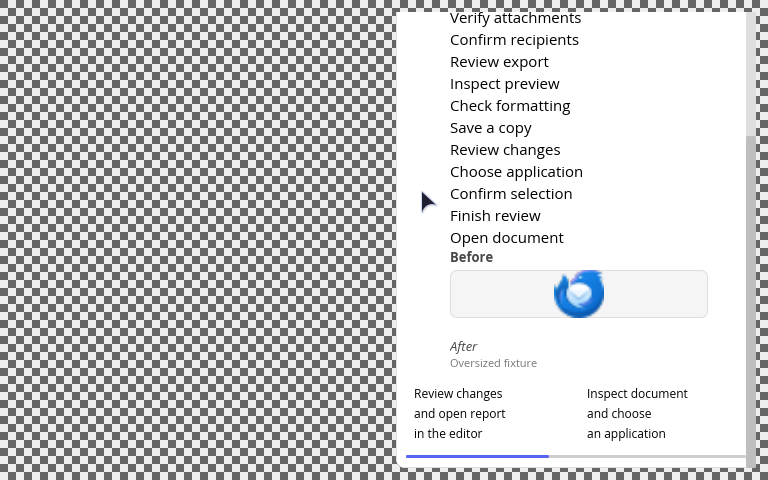 Verify attachments
Confirm recipients
Review export
Inspect preview
Check formatting
Save a copy
Review changes
Choose application
Confirm selection
Finish review
Open document
Before
After
Oversized fixture
Review changes
and open report
in the editor
Inspect document
and choose
an application